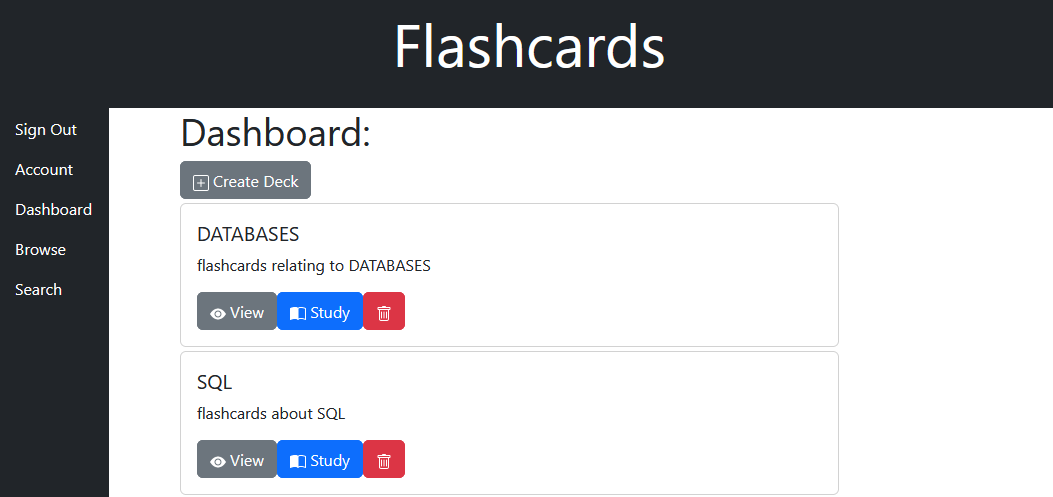 Flashcards
Sign Out
Account
Dashboard
Browse
Search
Dashboard:
Create Deck
DATABASES
flashcards relating to DATABASES
View Study
SQL
flashcards about SQL
View Study